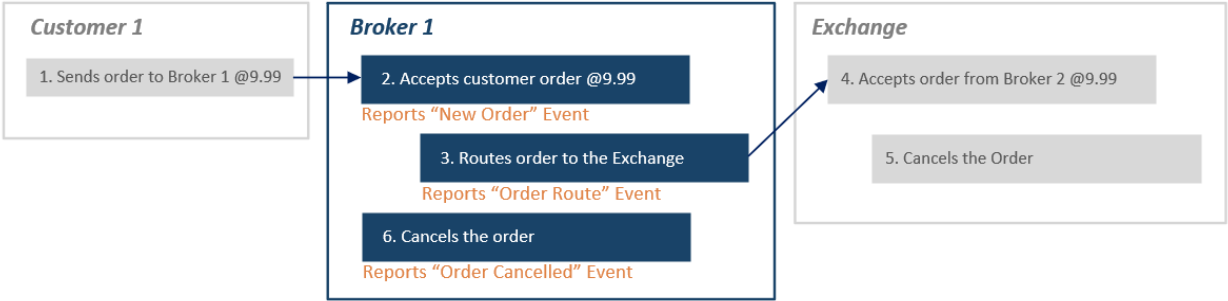 Customer 1
1. Sends order to Broker 1 @9.99
Broker 1
2. Accepts customer order @9.99
Reports “New Order” Event
3. Routes order to the Exchange
Reports “Order Route” Event
6. Cancels the order
Reports “Order Cancelled” Event
Exchange
4. Accepts order from Broker 2 @9.99
5. Cancels the Order